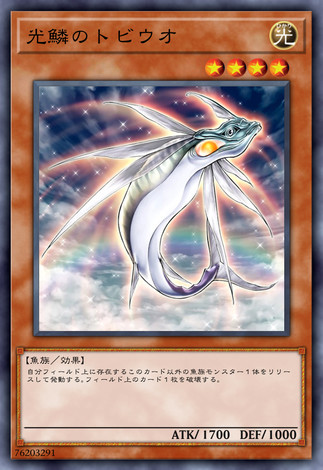 光鱗のトビウオ
光
【魚族／効果】
自分フィールド上に存在するこのカード以外の魚族モンスター１体をリリー
スして発動する。フィールド上のカード１枚を破壊する。
ATK/ 1700 DEF/1000
76203291